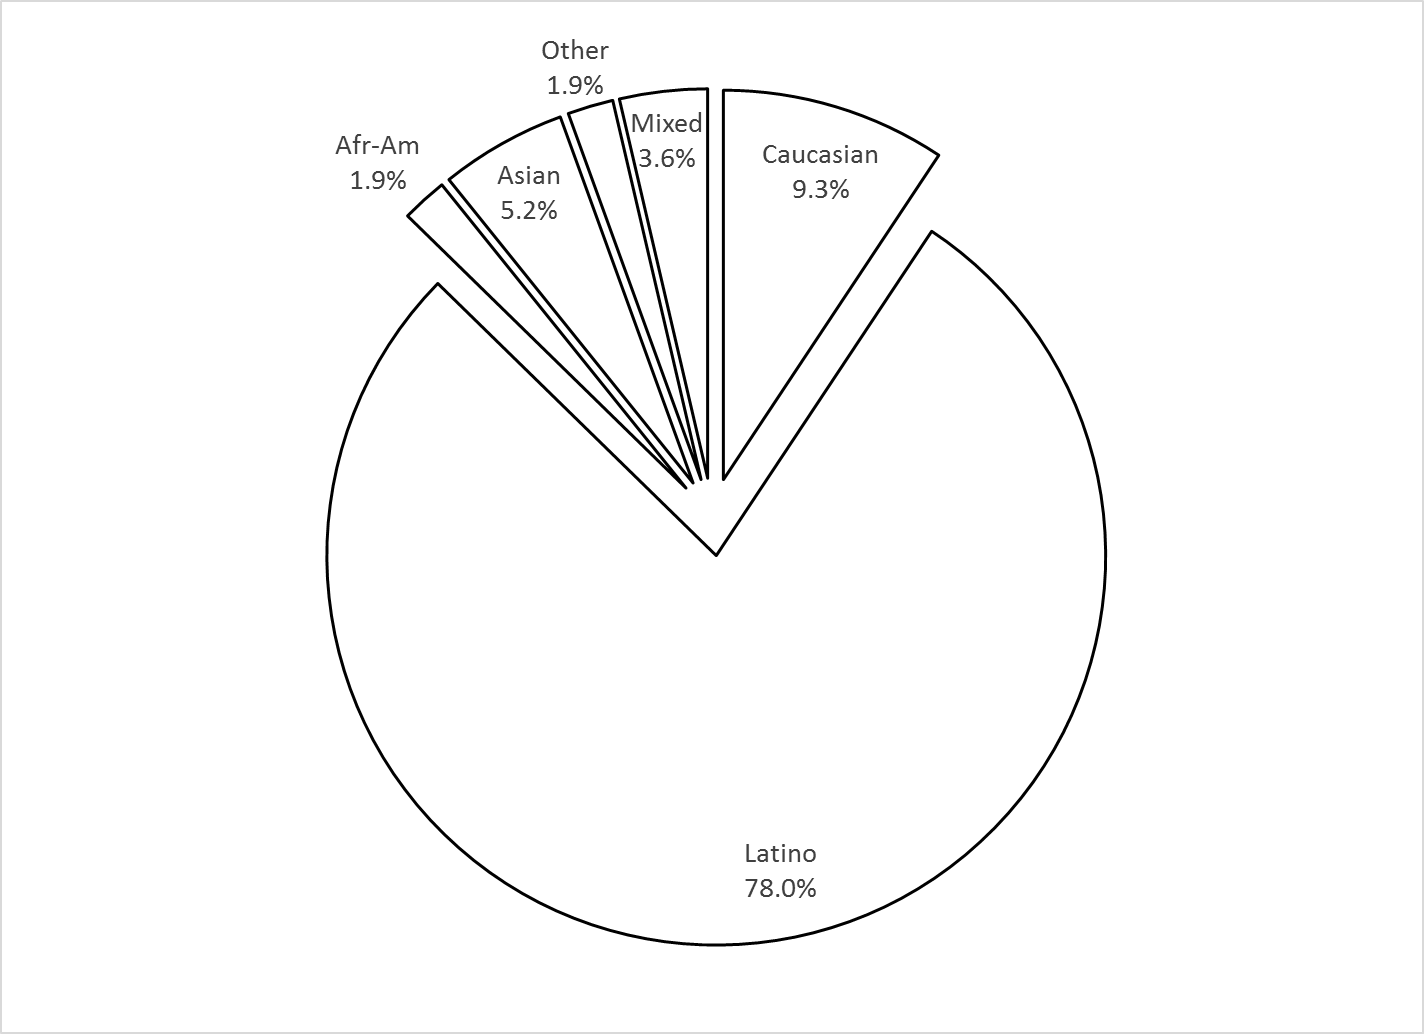 Other
1.9%
Mixed
3.6%
Caucasian
9.3%
Afr-Am
1.9%
Asian
5.2%
Latino
78.0%